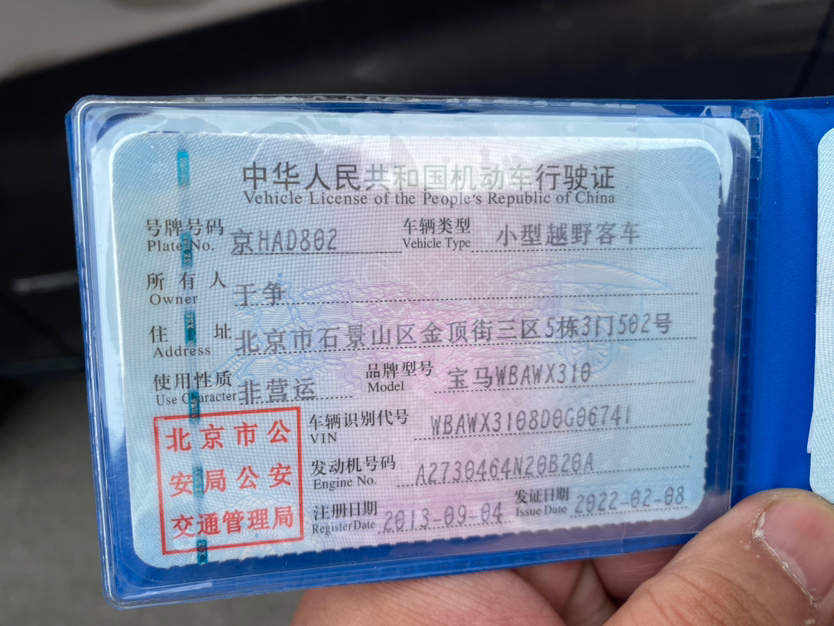 中华人民共和国机动车行驶证
Vehicle License of the People's Republic of China
号牌号码 京HAD802 车辆类型 小型越野客车
Plate No. Vehicle Type
所有人 于争
Owner
住址 北京市石景山区金顶街三区5栋3门502号
Address
使用性质 非营运 品牌型号 宝马WBAWX310
Use Character Model
北京市公
安局公安
交通管理局
车辆识别代号 WBAWX3108D0G06741
VIN
发动机号码 A2730464N20B20A
Engine No.
注册日期 2013-09-04 发证日期 2022-02-08
Register Date Issue Date